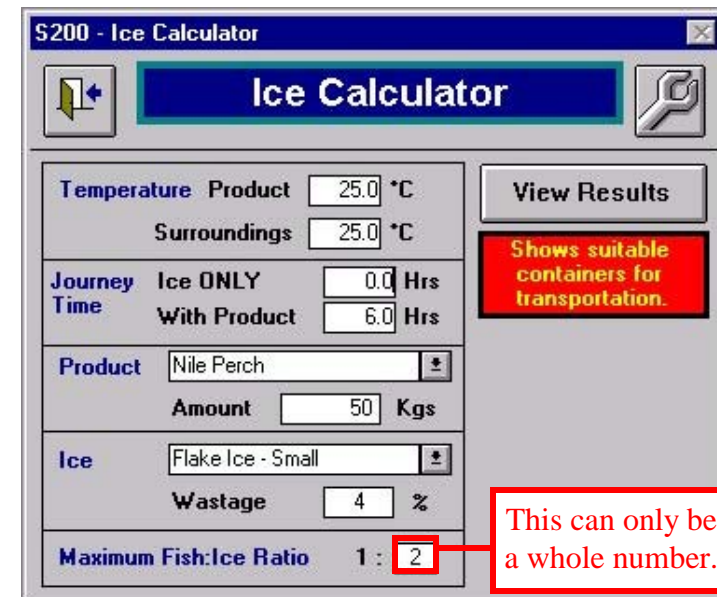 S200 - Ice Calculator
Ice Calculator
Temperature Product 25.0 °C
Surroundings 25.0 °C
View Results
Shows suitable
containers for
transportation.
Journey Time
Ice ONLY 0.0 Hrs
With Product 6.0 Hrs
Product Nile Perch
Amount 50 Kgs
Ice Flake Ice - Small
Wastage 4 %
Maximum Fish:Ice Ratio 1 : 2
This can only be
a whole number.